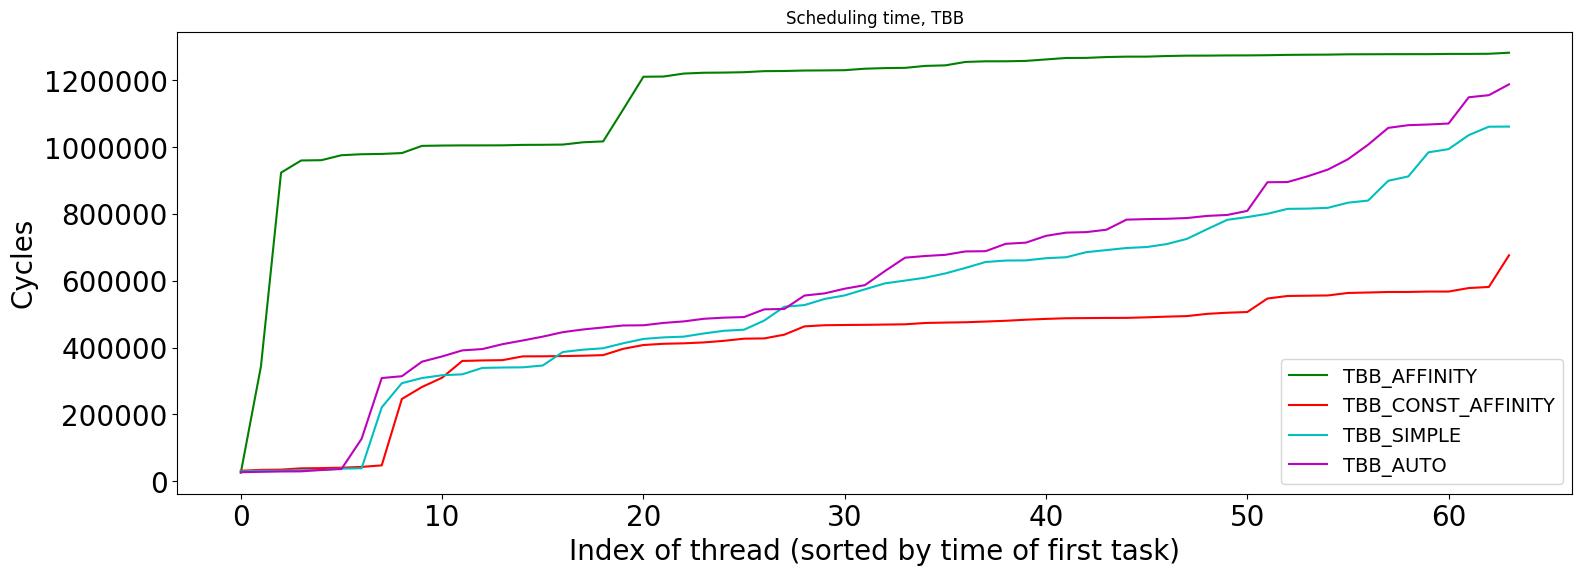 Scheduling time, TBB
Cycles
1200000
1000000
800000
600000
400000
200000
0
0 10 20 30 40 50 60
Index of thread (sorted by time of first task)
TBB_AFFINITY
TBB_CONST_AFFINITY
TBB_SIMPLE
TBB_AUTO